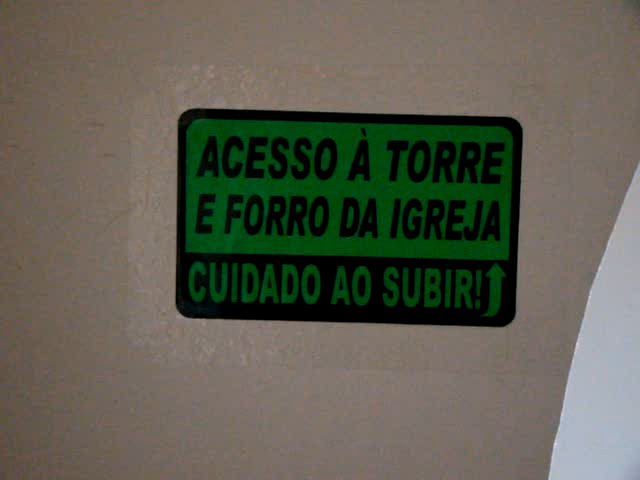 ACESSO À TORRE
E FORRO DA IGREJA
CUIDADO AO SUBIR!